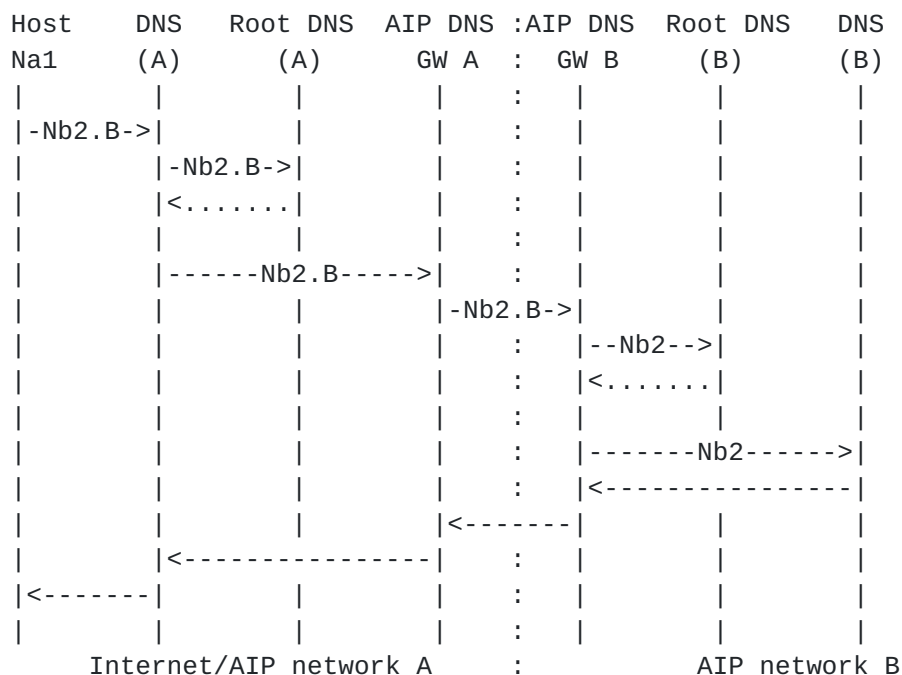 Host    DNS   Root DNS  AIP DNS :AIP DNS  Root DNS   DNS
Na1     (A)      (A)      GW A  :  GW B     (B)      (B)
|        |        |        |    :   |        |        |
|-Nb2.B->|        |        |    :   |        |        |
|        |-Nb2.B->|        |    :   |        |        |
|        |<.......|        |    :   |        |        |
|        |        |        |    :   |        |        |
|        |------Nb2.B----->|    :   |        |        |
|        |        |        |-Nb2.B->|        |        |
|        |        |        |    :   |--Nb2-->|        |
|        |        |        |    :   |<.......|        |
|        |        |        |    :   |        |        |
|        |        |        |    :   |-------Nb2------>|
|        |        |        |    :   |<----------------|
|        |        |        |<-------|        |        |
|        |<----------------|    :   |        |        |
|<-------|        |        |    :   |        |        |
|        |        |        |    :   |        |        |
     Internet/AIP network A     :           AIP network B